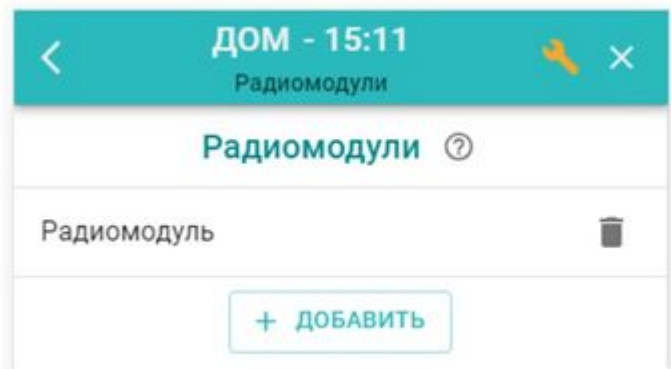 ДОМ - 15:11
Радиомодули
Радиомодули ?
Радиомодуль
+ ДОБАВИТЬ